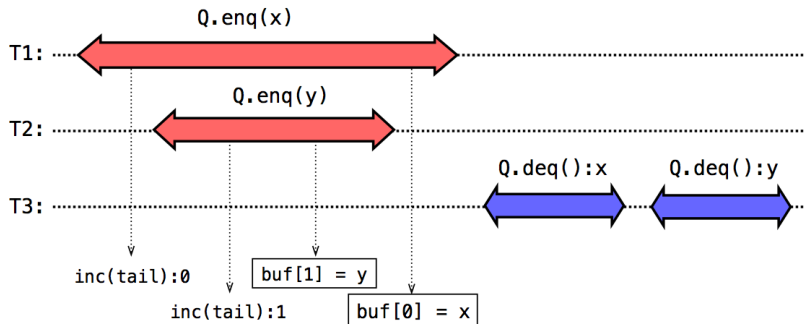 Q.enq(x)
T1:
Q.enq(y)
T2:
Q.deq():x Q.deq():y
T3:
inc(tail):0 buf[1] = y
inc(tail):1 buf[0] = x